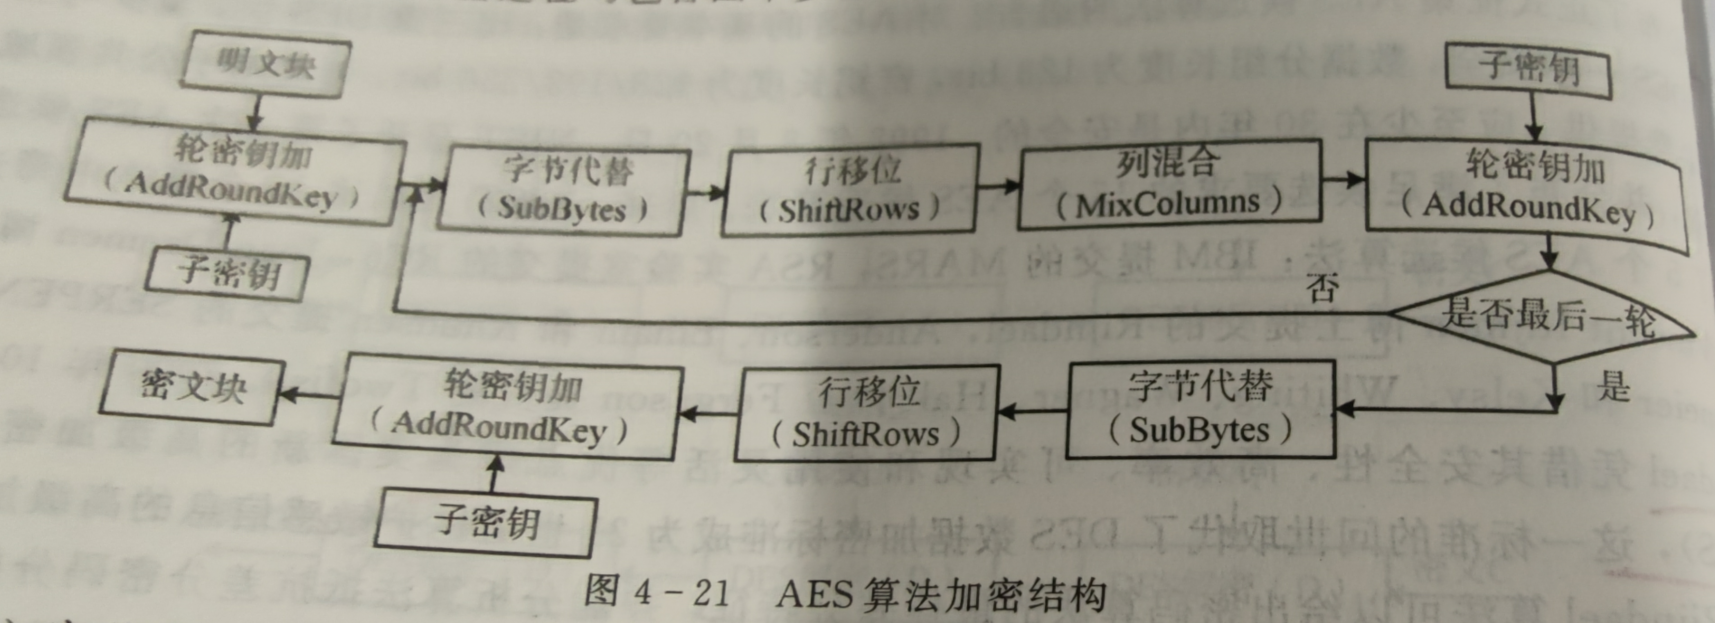 明文块
子密钥
轮密钥加
（AddRoundKey）
字节代替
（SubBytes）
行移位
（ShiftRows）
列混合
（MixColumns）
轮密钥加
（AddRoundKey）
子密钥
否
是否最后一轮
是
密文块
轮密钥加
（AddRoundKey）
行移位
（ShiftRows）
字节代替
（SubBytes）
子密钥
图 4-21 AES 算法加密结构